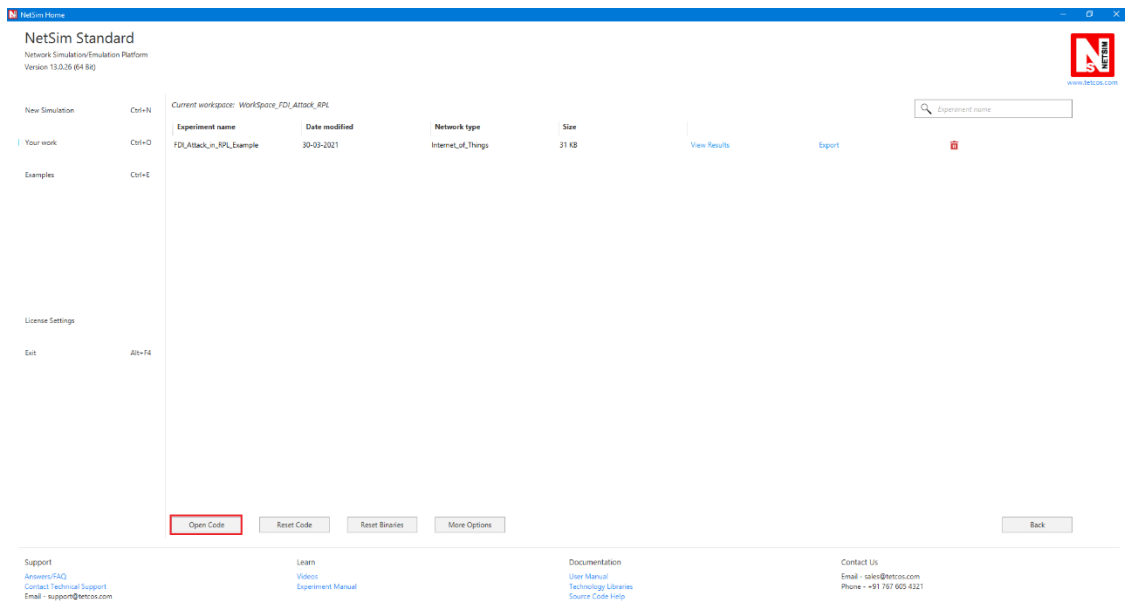 NetSim Home
NetSim Standard
Network Simulation/Emulation Platform
Version 13.0.26 (64 Bit)
NETSIM
www.tetcos.com
New Simulation Ctrl+N
Your work Ctrl+O
Examples Ctrl+E
License Settings
Exit Alt+F4
Current workspace: WorkSpace_FDI_Attack_RPL
Experiment name
Experiment name Date modified Network type Size
FDI_Attack_in_RPL_Example 30-03-2021 Internet_of_Things 31 KB View Results Export
Open Code Reset Code Reset Binaries More Options Back
Support
Answers/FAQ
Contact Technical Support
Email - support@tetcos.com
Learn
Videos
Experiment Manual
Documentation
User Manual
Technology Libraries
Source Code Help
Contact Us
Email - sales@tetcos.com
Phone - +91 767 605 4321